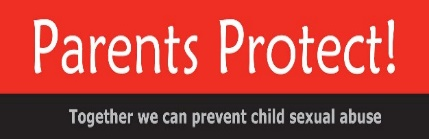 Parents Protect!
Together we can prevent child sexual abuse